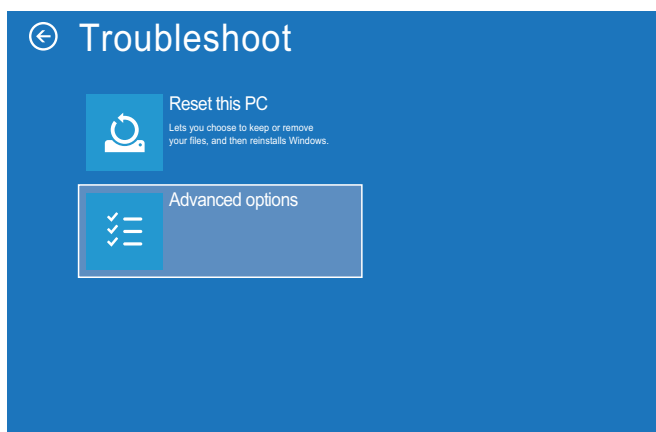 Troubleshoot
Reset this PC
Lets you choose to keep or remove
your files, and then reinstalls Windows.
Advanced options